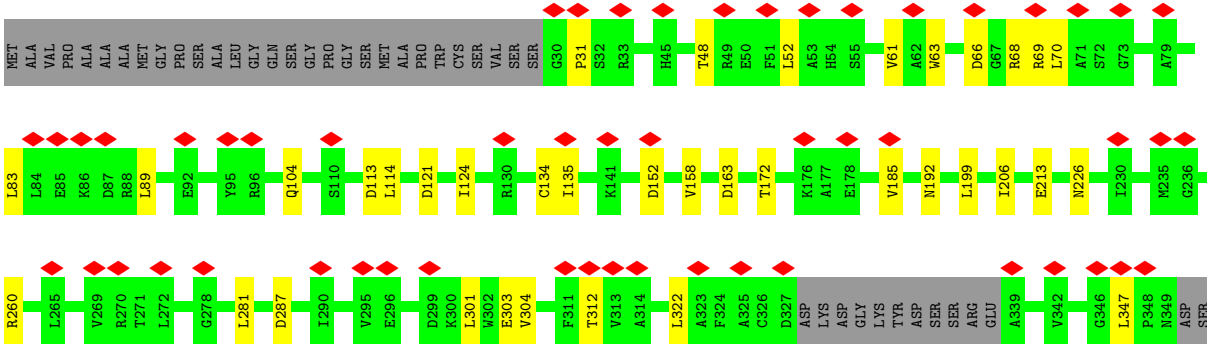 MET ALA VAL PRO ALA ALA ALA MET GLY PRO SER ALA LEU GLY GLN SER GLY PRO GLY SER MET ALA PRO TRP CYS SER VAL SER SER G30 P31 S32 R33 H45 T48 R49 E50 F51 L52 A53 H54 S55 V61 A62 W63 D66 G67 R68 R69 L70 A71 S72 G73 A79
L83 L84 E85 K86 D87 R88 L89 E92 Y95 R96 Q104 S110 D113 L114 D121 I124 R130 C134 I135 K141 D152 V158 D163 T172 K176 A177 E178 V185 N192 L199 I206 E213 N226 I230 M235 G236
R260 L265 V269 R270 T271 L272 G278 L281 D287 I290 V295 E296 D299 K300 L301 W302 E303 V304 F311 T312 V313 A314 L322 A323 F324 A325 C326 D327 ASP LYS ASP GLY LYS TYR ASP SER SER ARG GLU A339 V342 G346 L347 P348 N349 ASP SER